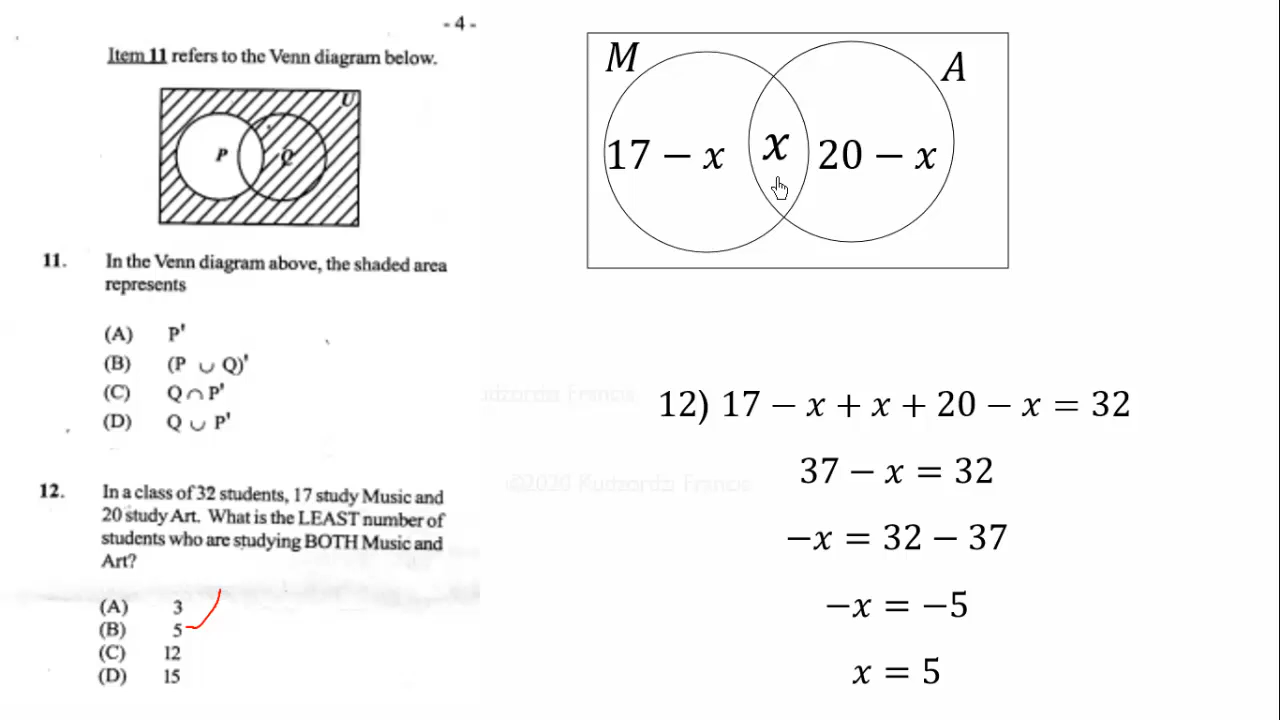 - 4 -
Item 11 refers to the Venn diagram below.
U
P
Q
11. In the Venn diagram above, the shaded area
represents
(A) P'
(B) (P ∪ Q)'
(C) Q ∩ P'
(D) Q ∪ P'
12. In a class of 32 students, 17 study Music and
20 study Art. What is the LEAST number of
students who are studying BOTH Music and
Art?
(A) 3
(B) 5
(C) 12
(D) 15
M
A
17 − x
x
20 − x
Kudzordzi Francis
12) 17 − x + x + 20 − x = 32
37 − x = 32
©2020 Kudzordzi Francis
−x = 32 − 37
−x = −5
x = 5